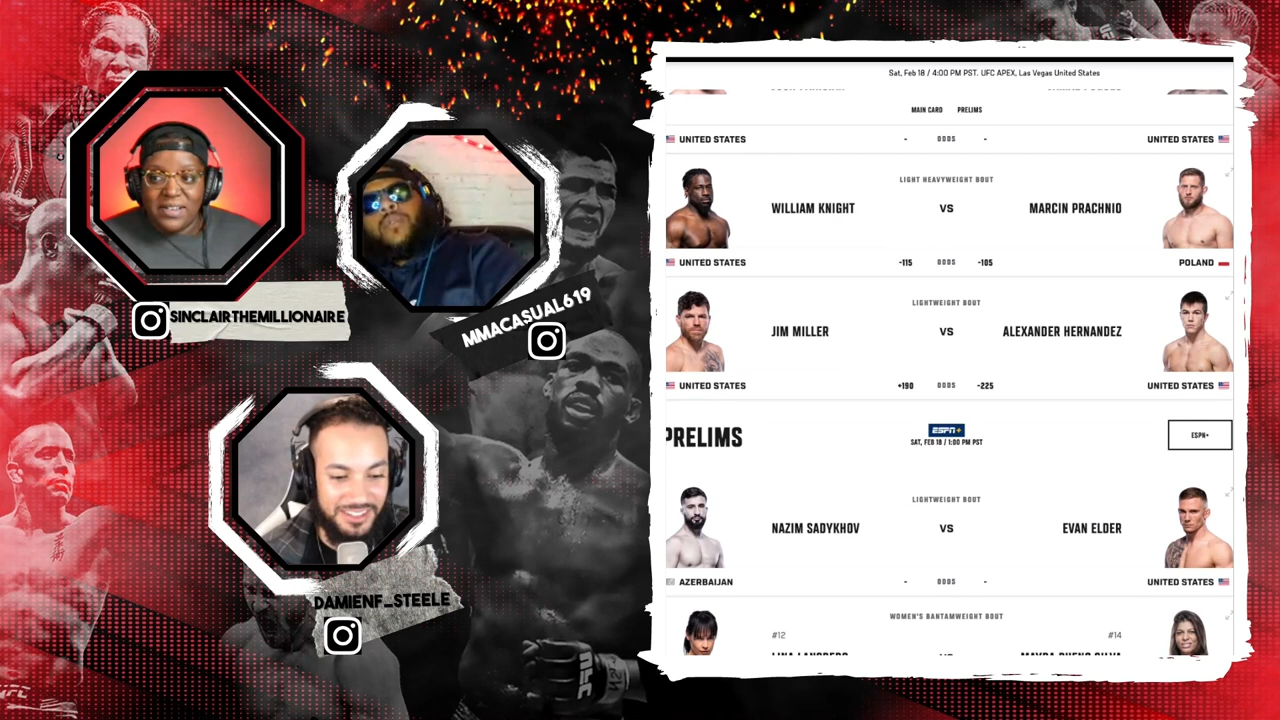 SINCLAIRTHEMILLIONAIRE
MMACASUAL619
DAMIENF_STEELE
Sat, Feb 18 / 4:00 PM PST. UFC APEX, Las Vegas United States
MAIN CARD PRELIMS
UNITED STATES - ODDS - UNITED STATES
LIGHT HEAVYWEIGHT BOUT
WILLIAM KNIGHT VS MARCIN PRACHNIO
UNITED STATES -115 ODDS -105 POLAND
LIGHTWEIGHT BOUT
JIM MILLER VS ALEXANDER HERNANDEZ
UNITED STATES +190 ODDS -225 UNITED STATES
PRELIMS
ESPN+
SAT, FEB 18 / 1:00 PM PST
ESPN+
LIGHTWEIGHT BOUT
NAZIM SADYKHOV VS EVAN ELDER
AZERBAIJAN - ODDS - UNITED STATES
WOMEN'S BANTAMWEIGHT BOUT
#12 #14
UFC